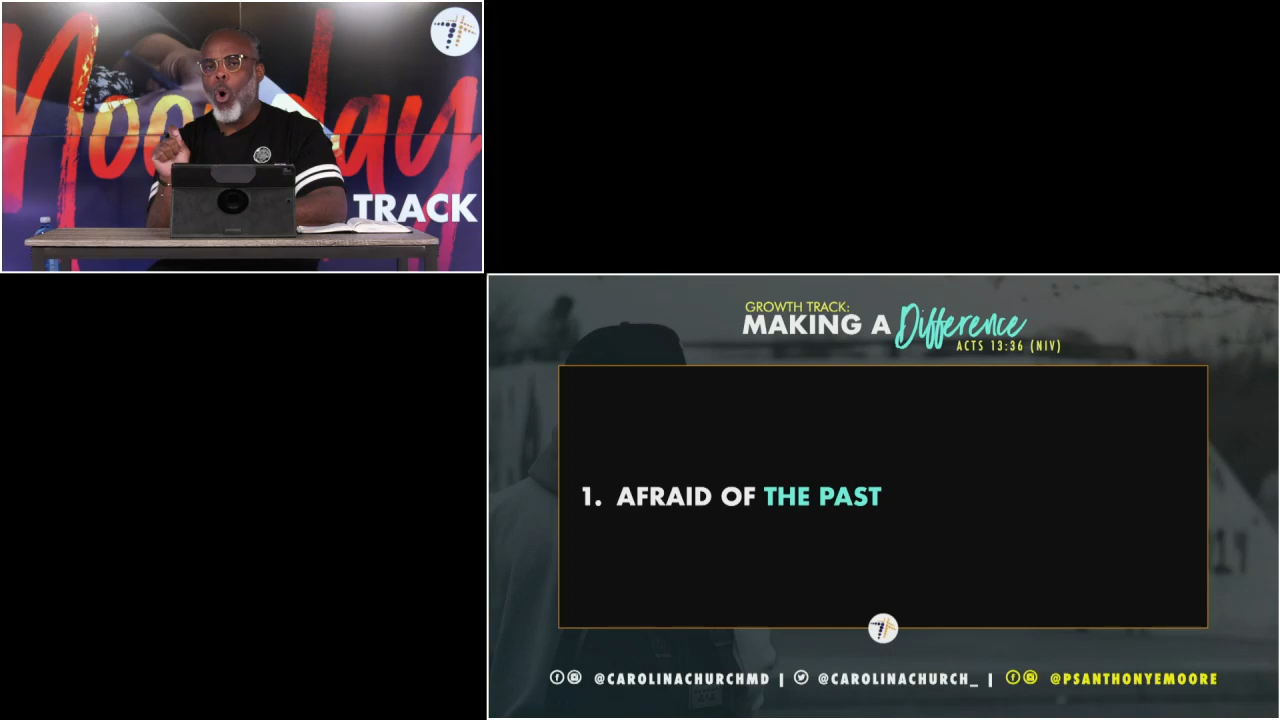 Noonday
TRACK
GROWTH TRACK:
MAKING A Difference
ACTS 13:36 (NIV)
1. AFRAID OF THE PAST
@CAROLINACHURCHMD | @CAROLINACHURCH_ | @PSANTHONYEMOORE